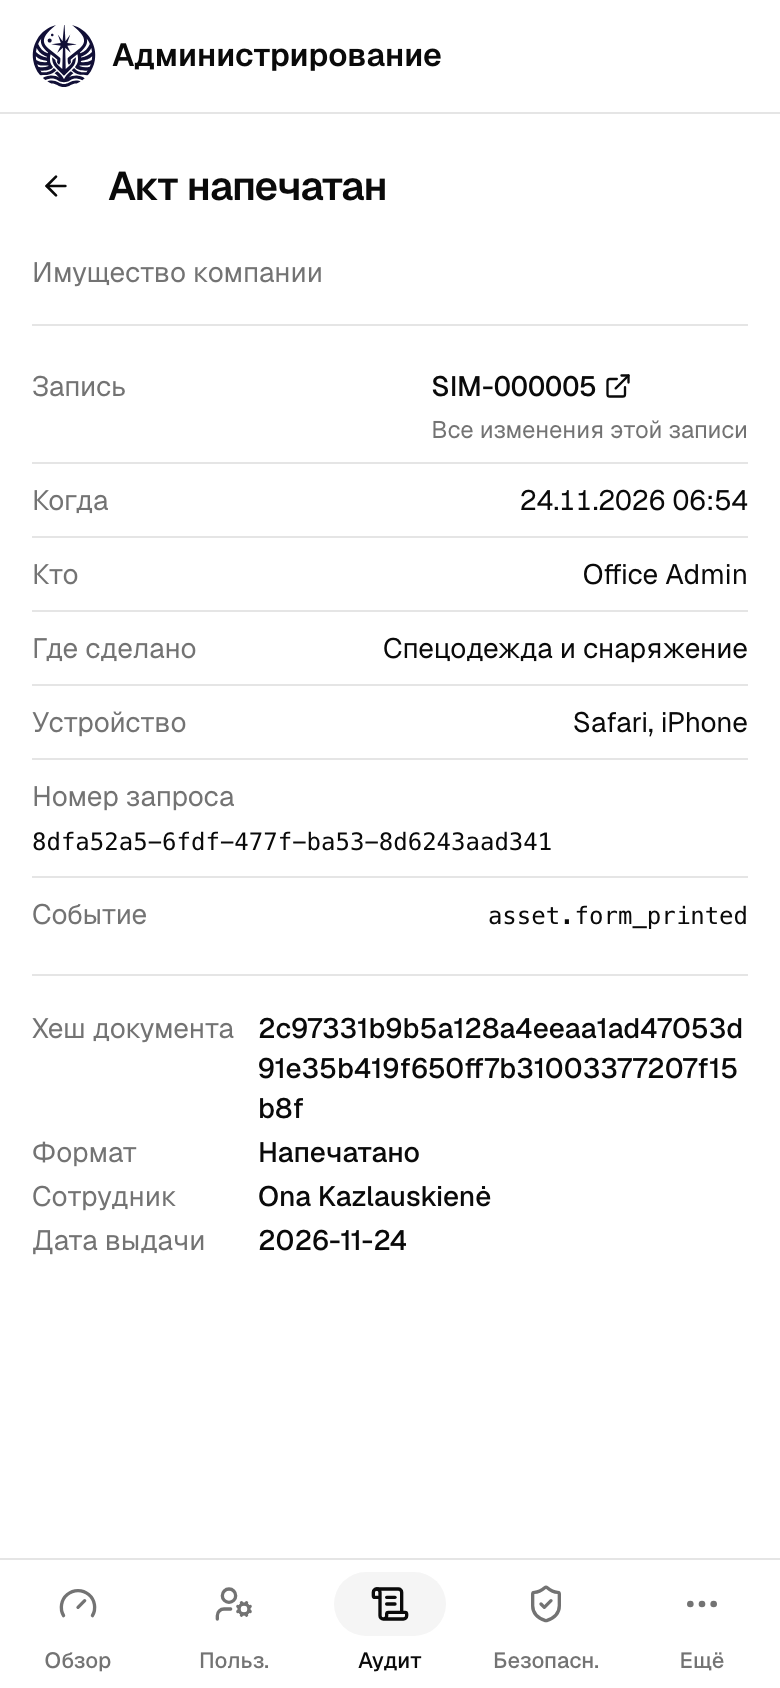 Администрирование
Акт напечатан
Имущество компании
Запись
SIM-000005
Все изменения этой записи
Когда
24.11.2026 06:54
Кто
Office Admin
Где сделано
Спецодежда и снаряжение
Устройство
Safari, iPhone
Номер запроса
8dfa52a5-6fdf-477f-ba53-8d6243aad341
Событие
asset.form_printed
Хеш документа
2c97331b9b5a128a4eeaa1ad47053d
91e35b419f650ff7b31003377207f15
b8f
Формат
Напечатано
Сотрудник
Ona Kazlauskienė
Дата выдачи
2026-11-24
Обзор
Польз.
Аудит
Безопасн.
Ещё